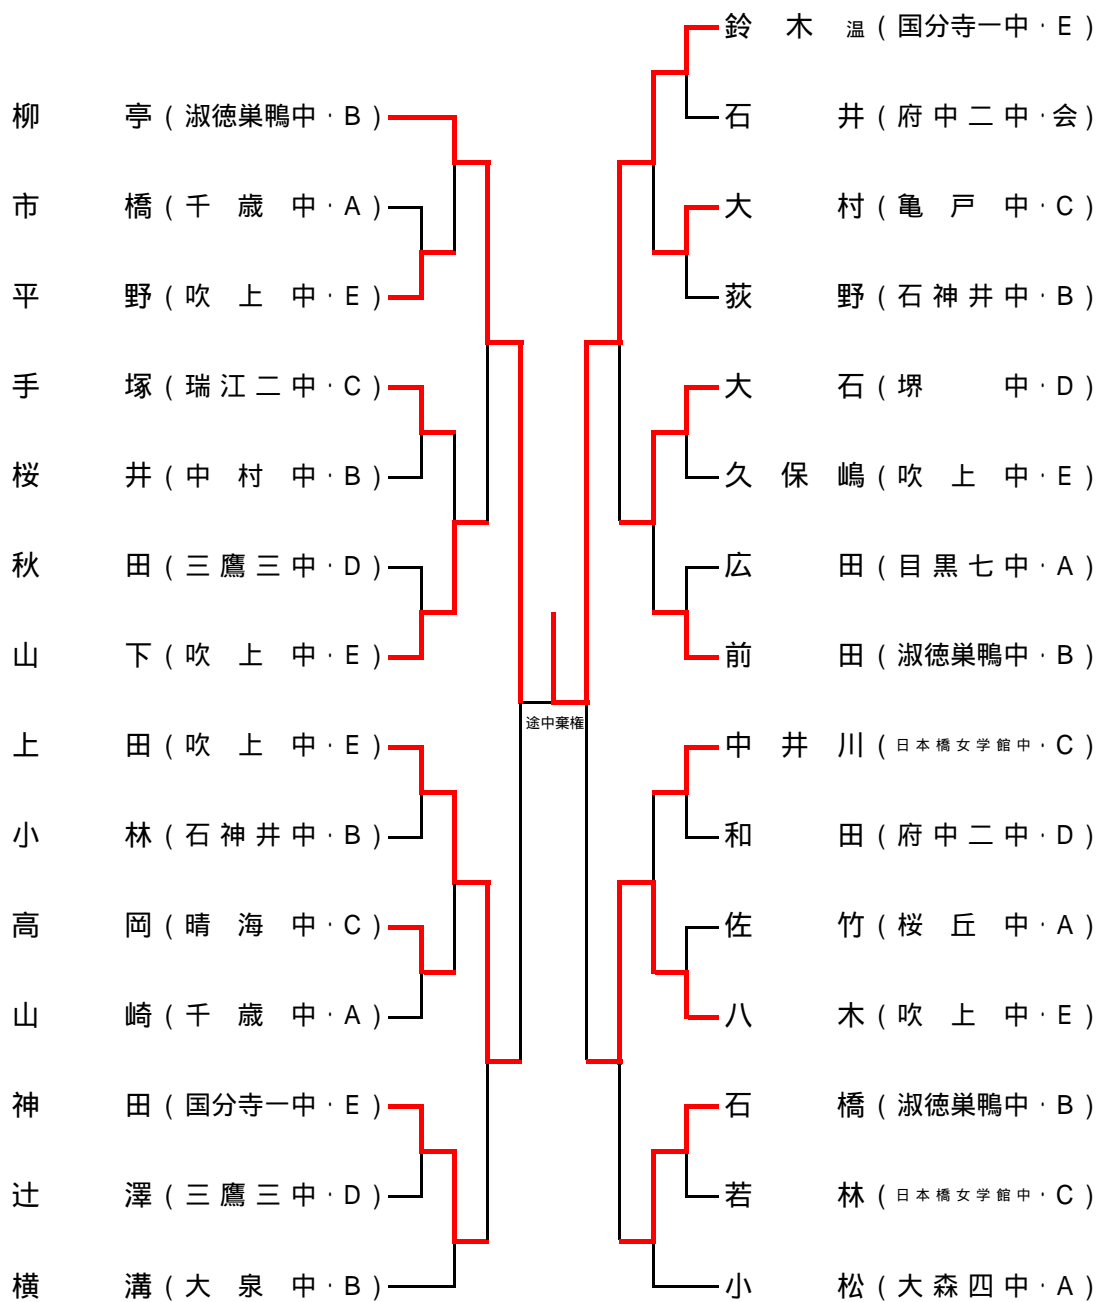 柳亭(淑徳巣鴨中・B)
市橋(千歳中・A)
平野(吹上中・E)
手塚(瑞江二中・C)
桜井(中村中・B)
秋田(三鷹三中・D)
山下(吹上中・E)
上田(吹上中・E)
小林(石神井中・B)
高岡(晴海中・C)
山崎(千歳中・A)
神田(国分寺一中・E)
辻澤(三鷹三中・D)
横溝(大泉中・B)
途中棄権
鈴木温(国分寺一中・E)
石井(府中二中・会)
大村(亀戸中・C)
荻野(石神井中・B)
大石(堺中・D)
久保嶋(吹上中・E)
広田(目黒七中・A)
前田(淑徳巣鴨中・B)
中井川(日本橋女学館中・C)
和田(府中二中・D)
佐竹(桜丘中・A)
八木(吹上中・E)
石橋(淑徳巣鴨中・B)
若林(日本橋女学館中・C)
小松(大森四中・A)